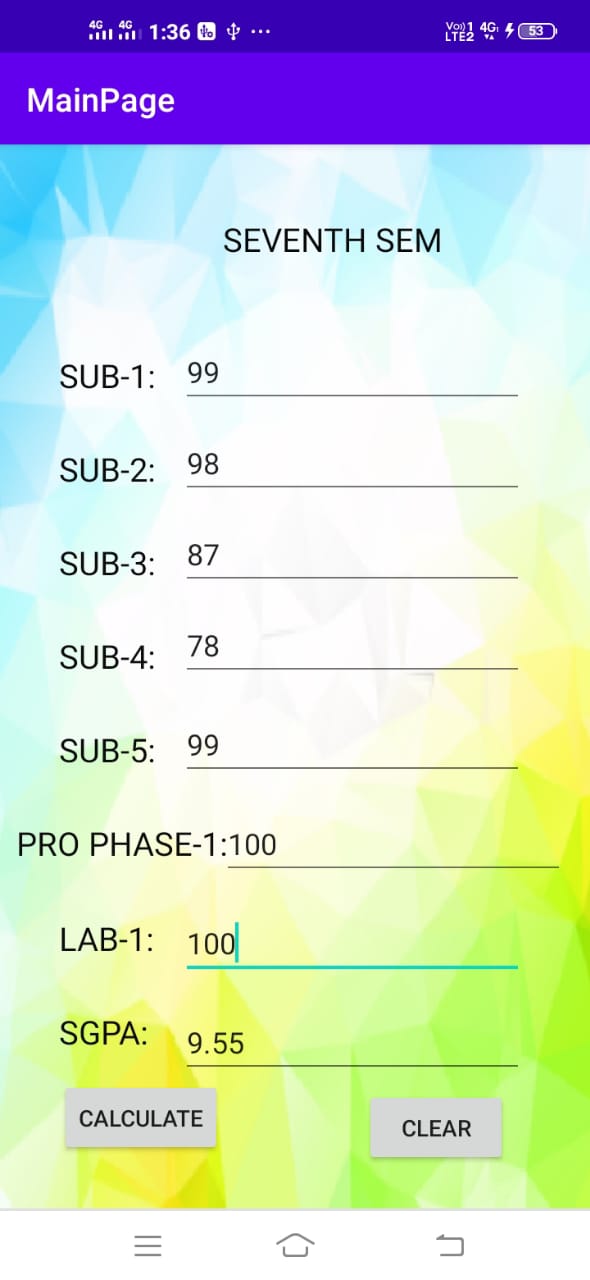 4G 4G 1:36 ... Vo) 1 4G 53
LTE2
MainPage
SEVENTH SEM
SUB-1: 99
SUB-2: 98
SUB-3: 87
SUB-4: 78
SUB-5: 99
PRO PHASE-1:100
LAB-1: 100
SGPA: 9.55
CALCULATE CLEAR